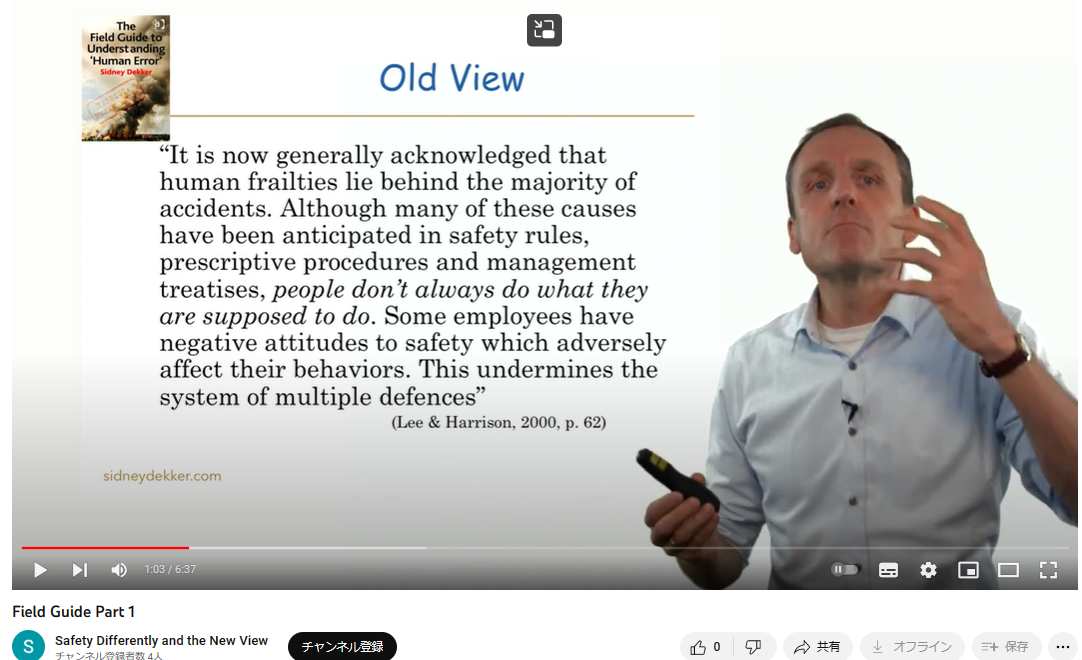 The
Field Guide to
Understanding
'Human Error'
Sidney Dekker
Old View
“It is now generally acknowledged that
human frailties lie behind the majority of
accidents. Although many of these causes
have been anticipated in safety rules,
prescriptive procedures and management
treatises, people don’t always do what they
are supposed to do. Some employees have
negative attitudes to safety which adversely
affect their behaviors. This undermines the
system of multiple defences”
(Lee & Harrison, 2000, p. 62)
sidneydekker.com
1:03 / 6:37
Field Guide Part 1
S
Safety Differently and the New View
チャンネル登録者数 4人
チャンネル登録
0
共有
オフライン
保存